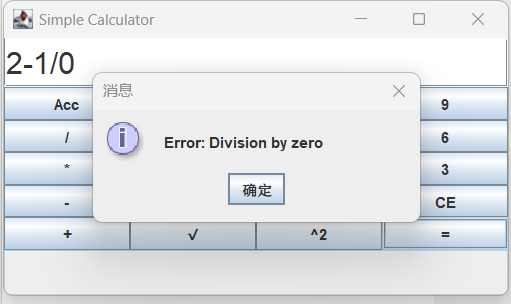 Simple Calculator
2-1/0
消息
Error: Division by zero
确定
Acc
9
/
6
*
3
-
CE
+
√
^2
=